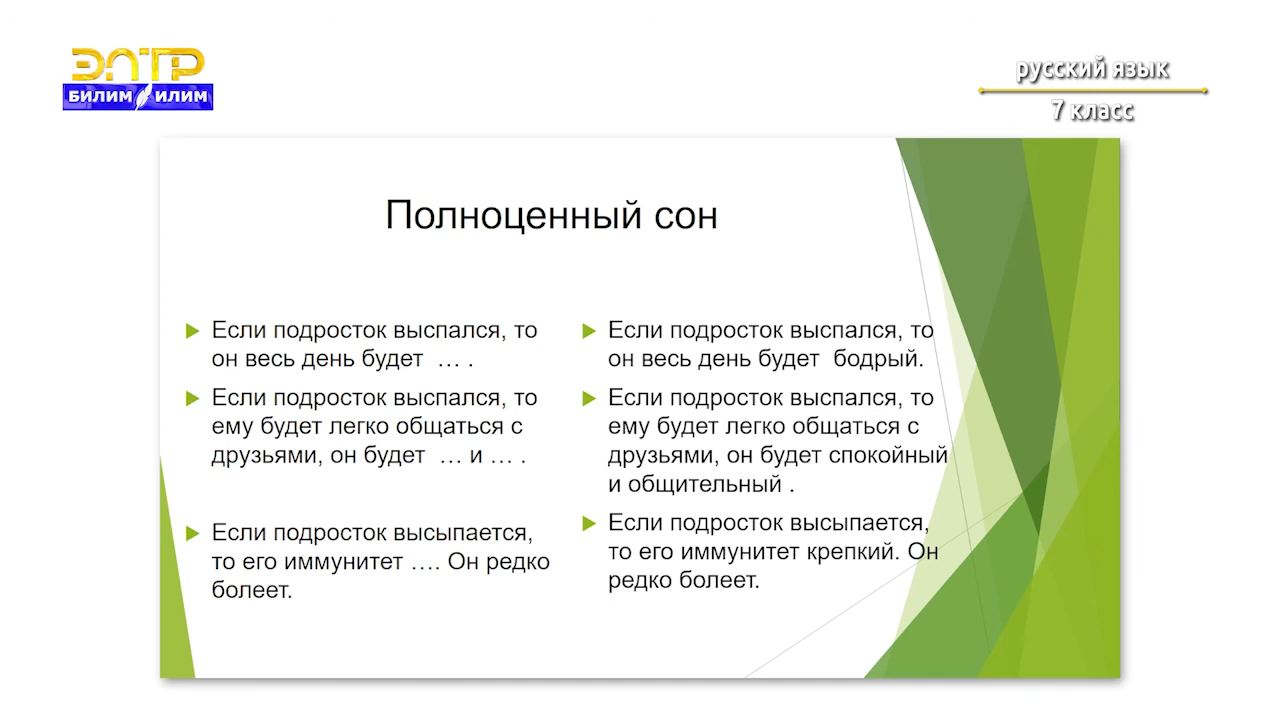 ЭЛТР
БИЛИМ ИЛИМ
русский язык
7 класс
Полноценный сон
Если подросток выспался, то
он весь день будет … .
Если подросток выспался, то
ему будет легко общаться с
друзьями, он будет … и … .
Если подросток высыпается,
то его иммунитет …. Он редко
болеет.
Если подросток выспался, то
он весь день будет бодрый.
Если подросток выспался, то
ему будет легко общаться с
друзьями, он будет спокойный
и общительный .
Если подросток высыпается,
то его иммунитет крепкий. Он
редко болеет.